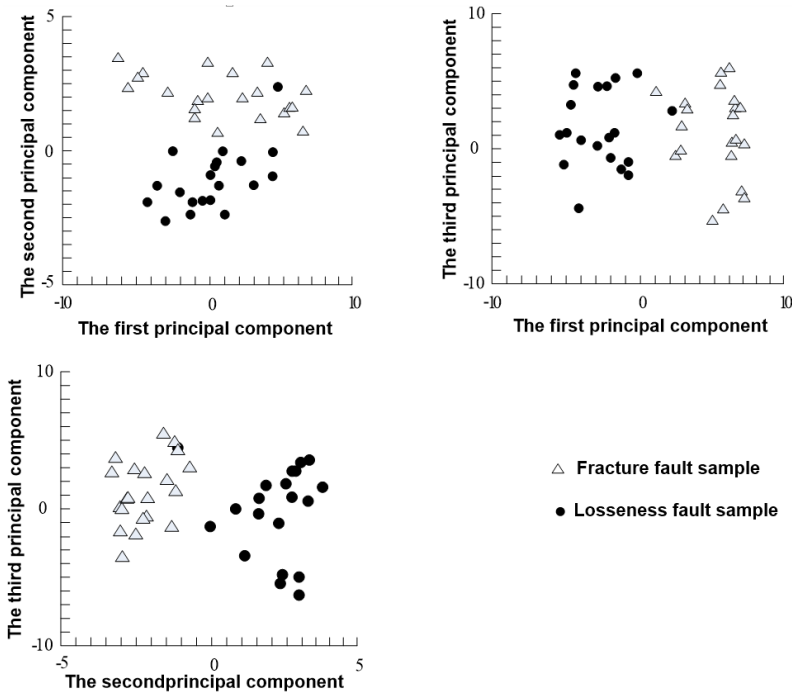 The second principal component
5
0
-5
-10
0
10
The first principal component
The third principal component
10
0
-10
-10
0
10
The first principal component
The third principal component
10
0
-10
-5
0
5
The secondprincipal component
Fracture fault sample
Losseness fault sample